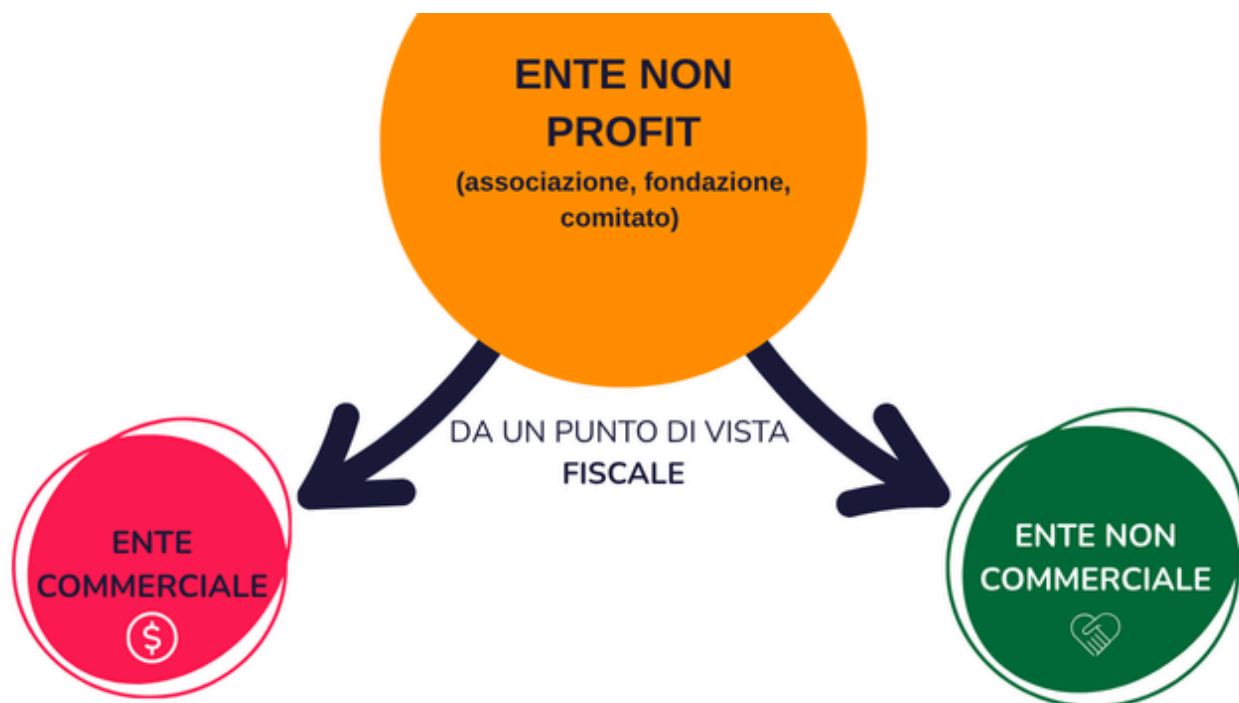 ENTE NON
PROFIT
(associazione, fondazione,
comitato)
DA UN PUNTO DI VISTA
FISCALE
ENTE
COMMERCIALE
$
ENTE NON
COMMERCIALE